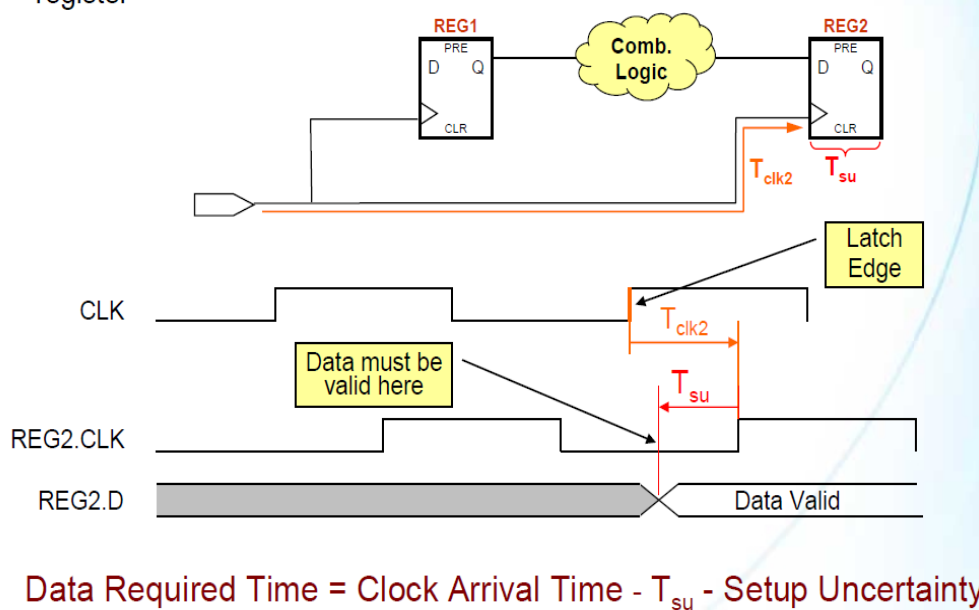 register
REG1
PRE
D Q
CLR
Comb.
Logic
REG2
PRE
D Q
CLR
Tclk2
Tsu
Latch
Edge
CLK
Tclk2
Data must be
valid here
Tsu
REG2.CLK
REG2.D
Data Valid
Data Required Time = Clock Arrival Time - Tsu - Setup Uncertainty